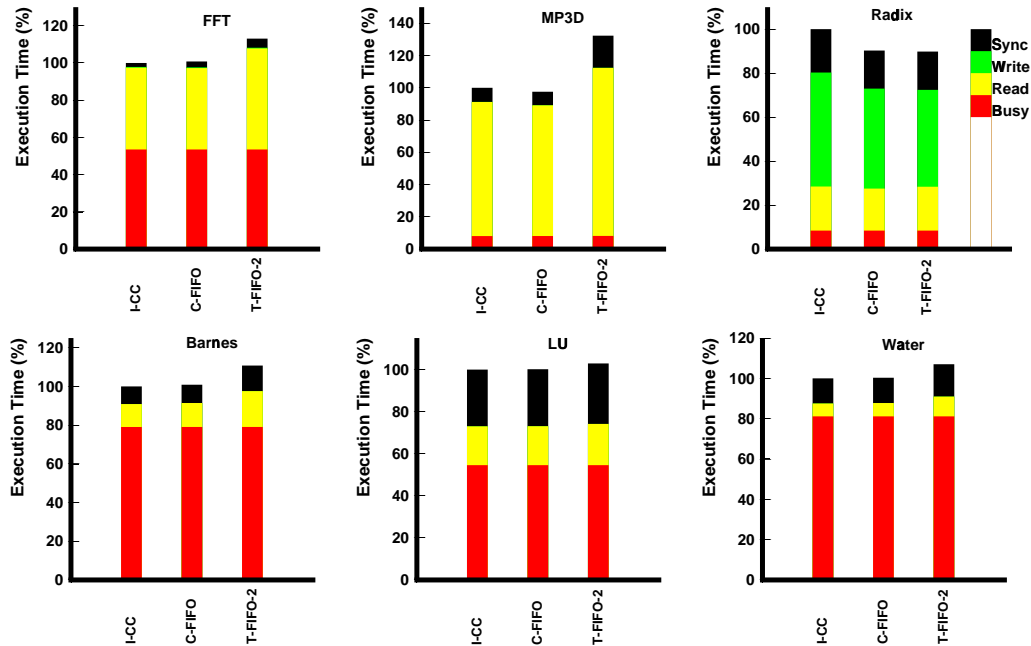 FFT
Execution Time (%)
120
100
80
60
40
20
0
I-CC
C-FIFO
T-FIFO-2
MP3D
Execution Time (%)
140
120
100
80
60
40
20
0
I-CC
C-FIFO
T-FIFO-2
Radix
Execution Time (%)
100
80
60
40
20
0
I-CC
C-FIFO
T-FIFO-2
Sync
Write
Read
Busy
Barnes
Execution Time (%)
120
100
80
60
40
20
0
I-CC
C-FIFO
T-FIFO-2
LU
Execution Time (%)
100
80
60
40
20
0
I-CC
C-FIFO
T-FIFO-2
Water
Execution Time (%)
120
100
80
60
40
20
0
I-CC
C-FIFO
T-FIFO-2